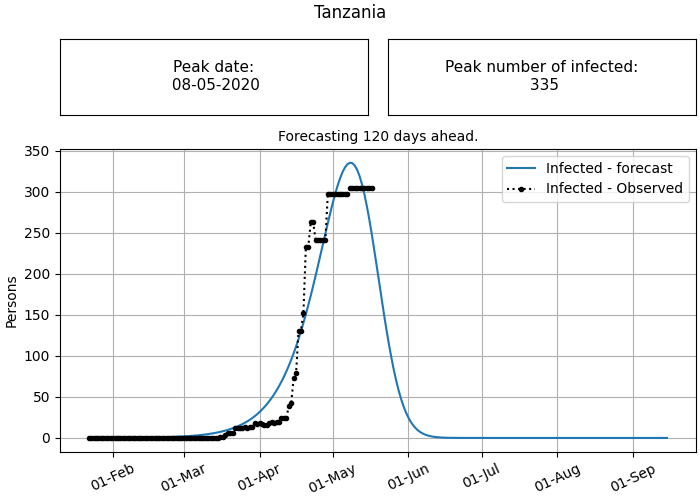 Tanzania
Peak date:
08-05-2020
Peak number of infected:
335
Forecasting 120 days ahead.
Infected - forecast
Infected - Observed
Persons
350
300
250
200
150
100
50
0
01-Feb
01-Mar
01-Apr
01-May
01-Jun
01-Jul
01-Aug
01-Sep